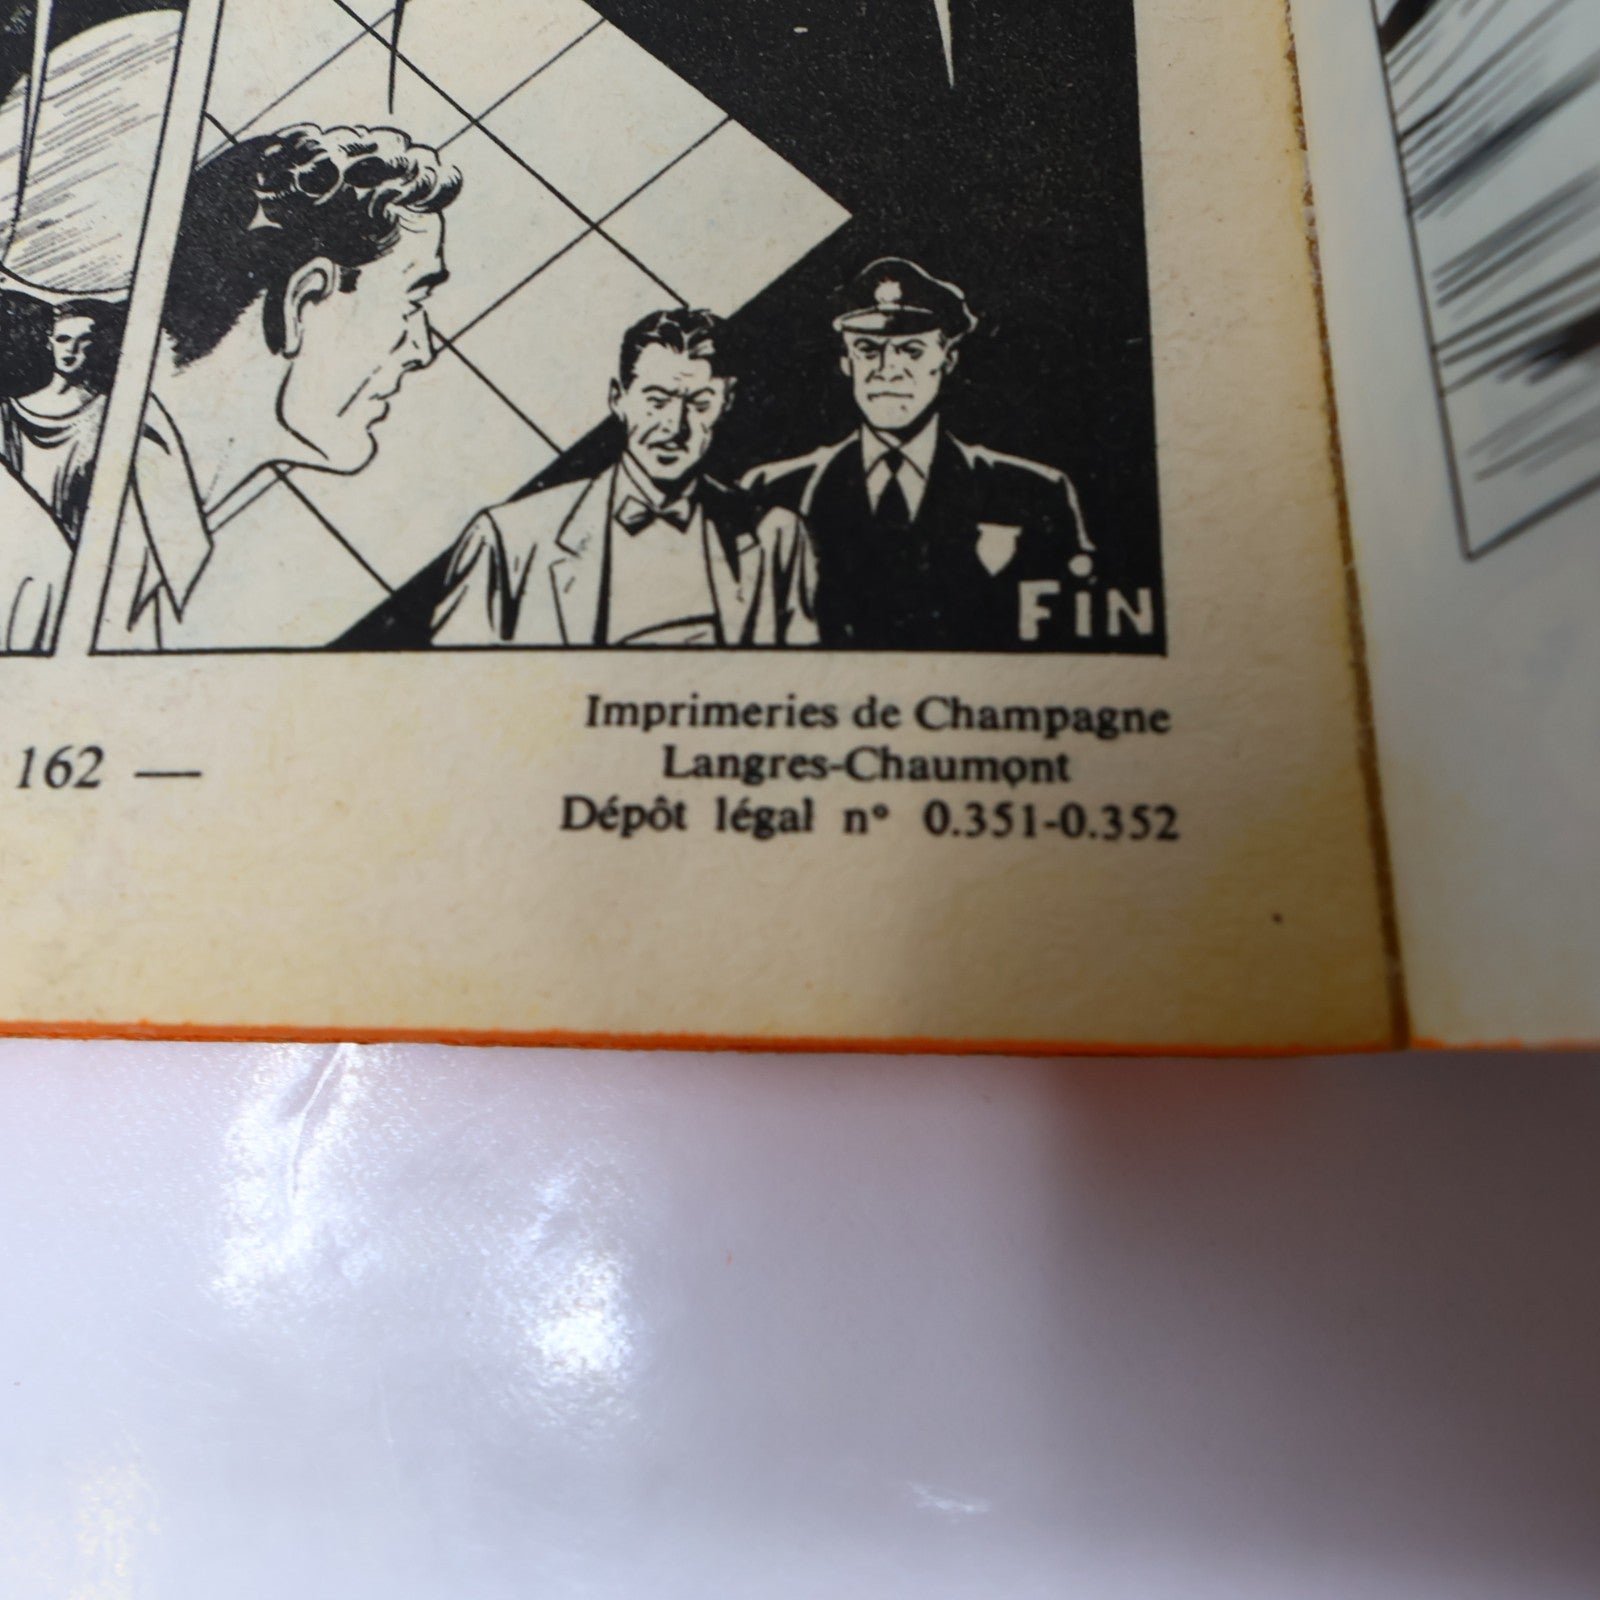 FiN
162 —
Imprimeries de Champagne
Langres-Chaumont
Dépôt légal n° 0.351-0.352